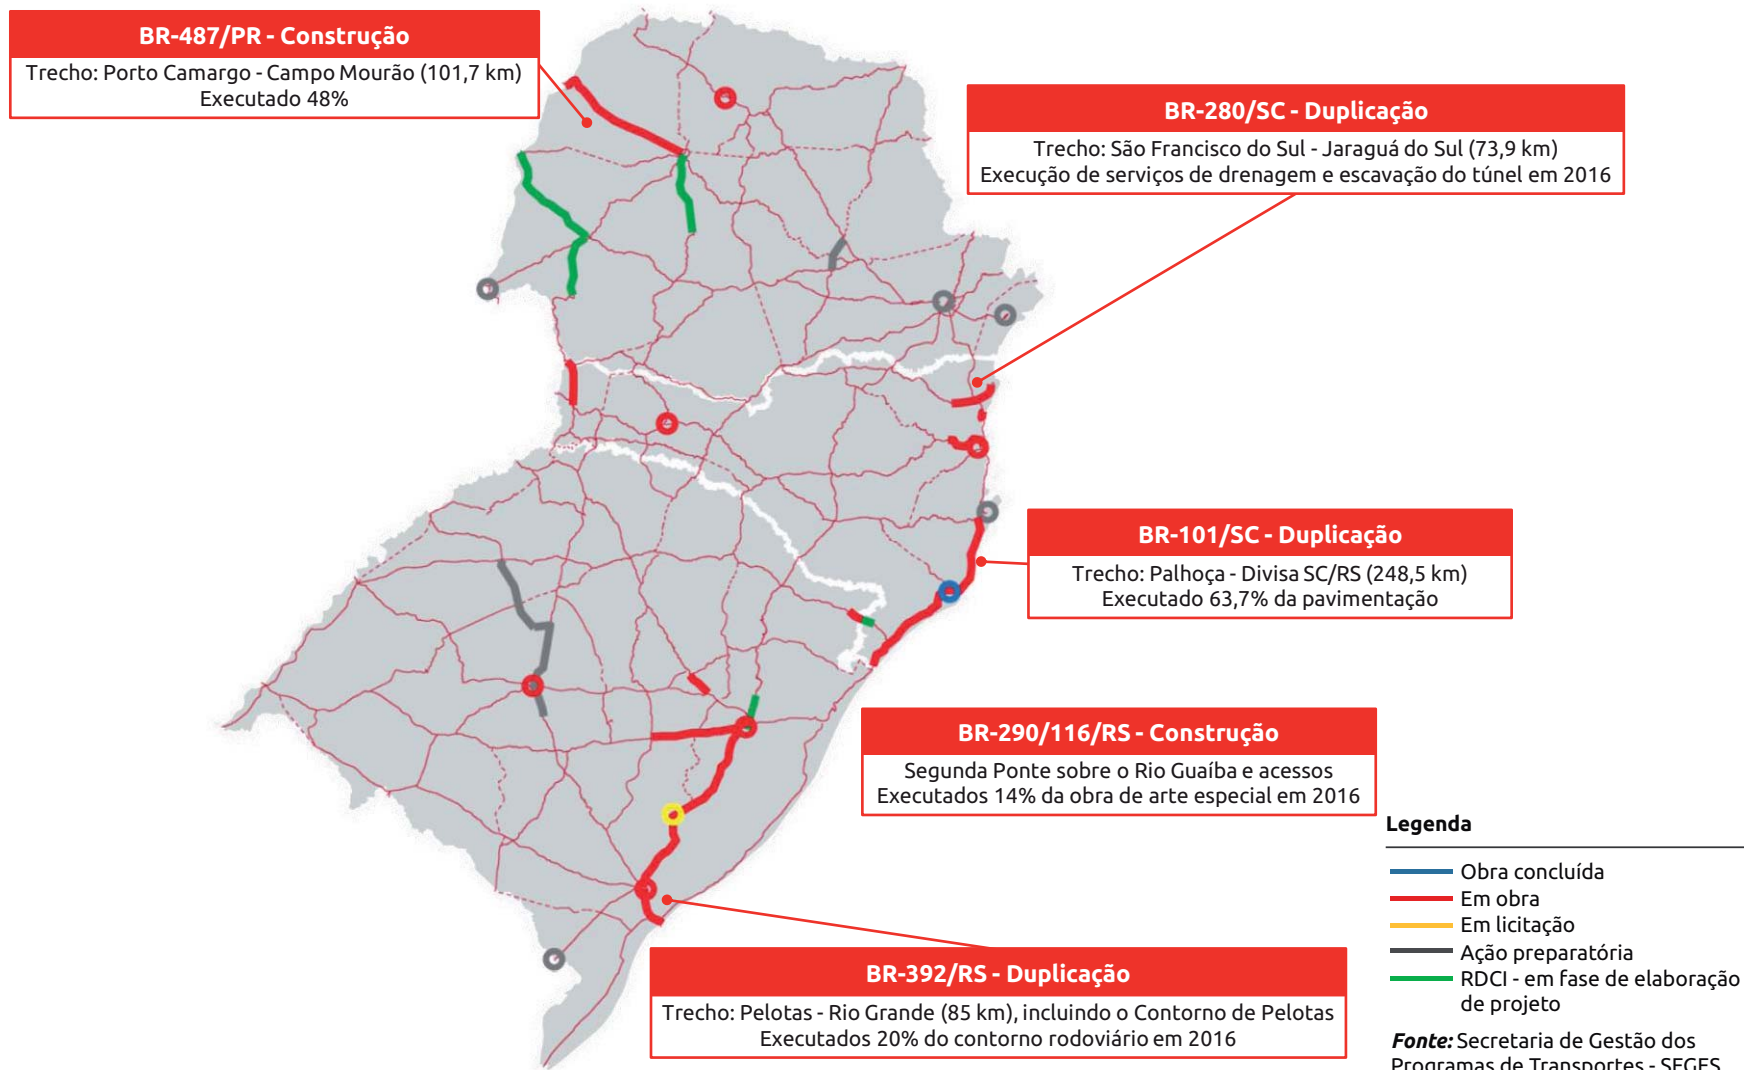 BR-487/PR - Construção
Trecho: Porto Camargo - Campo Mourão (101,7 km)
Executado 48%
BR-280/SC - Duplicação
Trecho: São Francisco do Sul - Jaraguá do Sul (73,9 km)
Execução de serviços de drenagem e escavação do túnel em 2016
BR-101/SC - Duplicação
Trecho: Palhoça - Divisa SC/RS (248,5 km)
Executado 63,7% da pavimentação
BR-290/116/RS - Construção
Segunda Ponte sobre o Rio Guaíba e acessos
Executados 14% da obra de arte especial em 2016
BR-392/RS - Duplicação
Trecho: Pelotas - Rio Grande (85 km), incluindo o Contorno de Pelotas
Executados 20% do contorno rodoviário em 2016
Legenda
Obra concluída
Em obra
Em licitação
Ação preparatória
RDCI - em fase de elaboração
de projeto
Fonte: Secretaria de Gestão dos
Programas de Transportes - SEGES